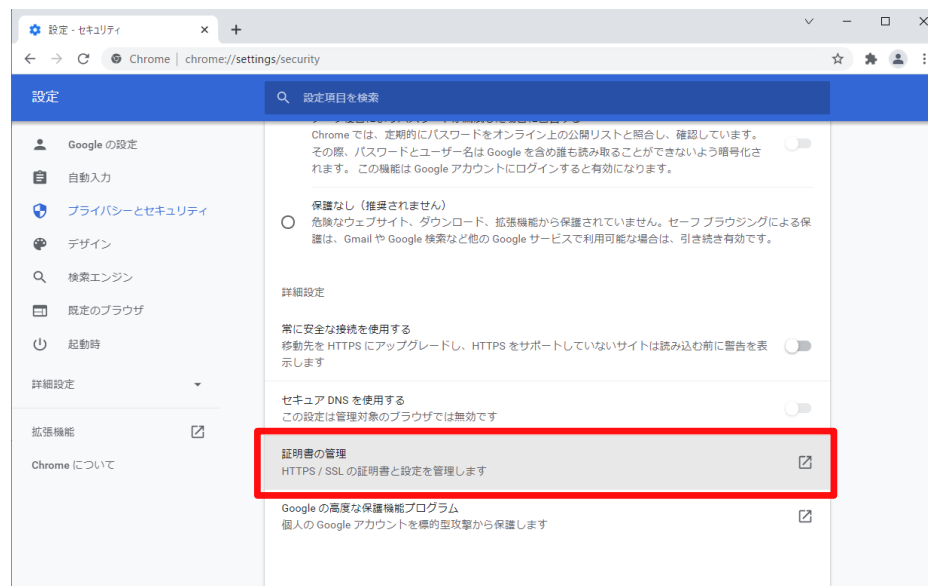 設定 - セキュリティ
Chrome | chrome://settings/security
設定
設定項目を検索
Google の設定
自動入力
プライバシーとセキュリティ
デザイン
検索エンジン
既定のブラウザ
起動時
詳細設定
拡張機能
Chrome について
Chrome では、定期的にパスワードをオンライン上の公開リストと照合し、確認しています。
その際、パスワードとユーザー名は Google を含め誰も読み取ることができないよう暗号化さ
れます。 この機能は Google アカウントにログインすると有効になります。
保護なし（推奨されません）
危険なウェブサイト、ダウンロード、拡張機能から保護されていません。セーフ ブラウジングによる保
護は、Gmail や Google 検索など他の Google サービスで利用可能な場合は、引き続き有効です。
詳細設定
常に安全な接続を使用する
移動先を HTTPS にアップグレードし、HTTPS をサポートしていないサイトは読み込む前に警告を表
示します
セキュア DNS を使用する
この設定は管理対象のブラウザでは無効です
証明書の管理
HTTPS / SSL の証明書と設定を管理します
Google の高度な保護機能プログラム
個人の Google アカウントを標的型攻撃から保護します